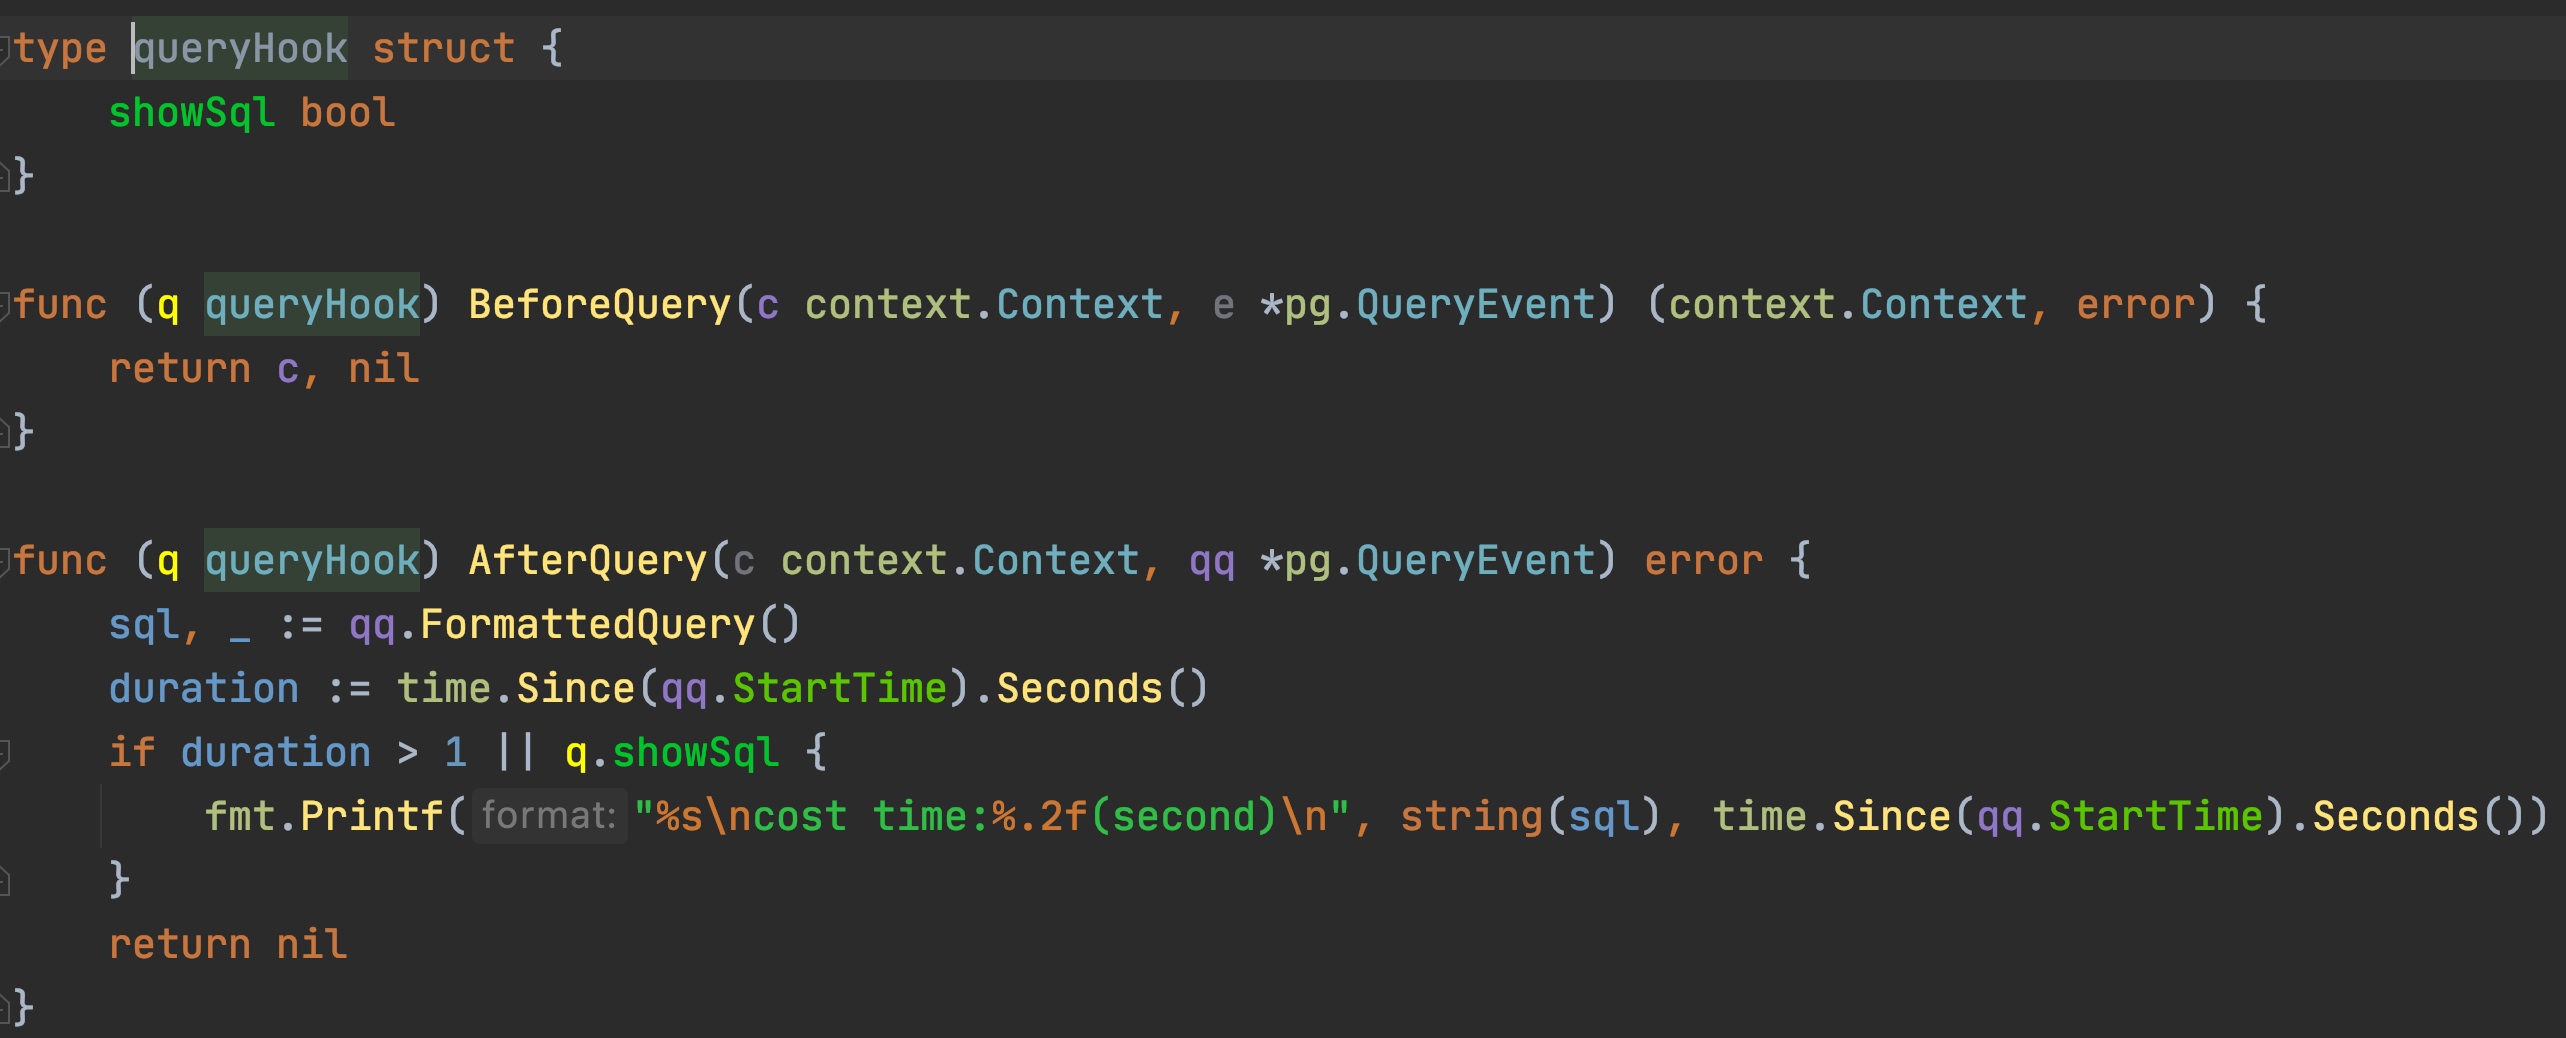 type queryHook struct {
    showSql bool
}

func (q queryHook) BeforeQuery(c context.Context, e *pg.QueryEvent) (context.Context, error) {
    return c, nil
}

func (q queryHook) AfterQuery(c context.Context, qq *pg.QueryEvent) error {
    sql, _ := qq.FormattedQuery()
    duration := time.Since(qq.StartTime).Seconds()
    if duration > 1 || q.showSql {
        fmt.Printf( format: "%s\ncost time:%.2f(second)\n", string(sql), time.Since(qq.StartTime).Seconds())
    }
    return nil
}